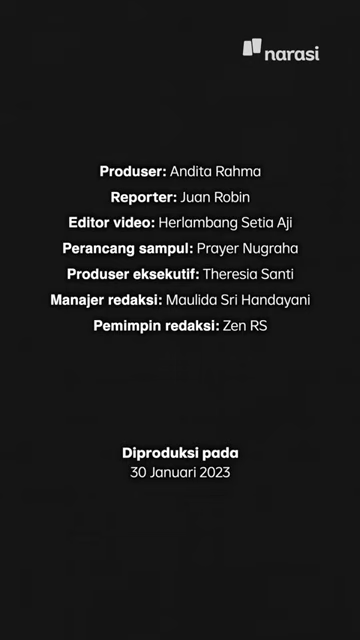 narasi
Produser: Andita Rahma
Reporter: Juan Robin
Editor video: Herlambang Setia Aji
Perancang sampul: Prayer Nugraha
Produser eksekutif: Theresia Santi
Manajer redaksi: Maulida Sri Handayani
Pemimpin redaksi: Zen RS
Diproduksi pada
30 Januari 2023